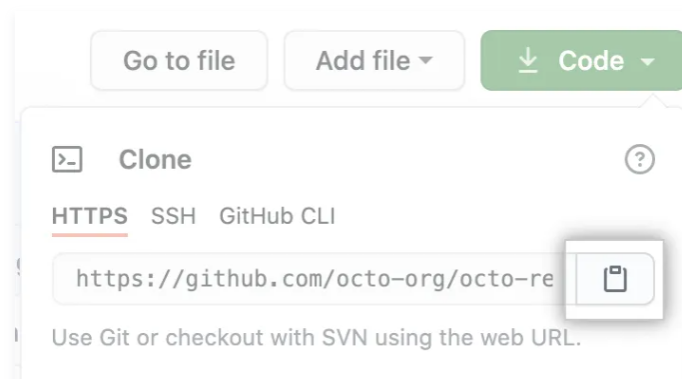 Go to file Add file Code
Clone
HTTPS SSH GitHub CLI
https://github.com/octo-org/octo-re
Use Git or checkout with SVN using the web URL.